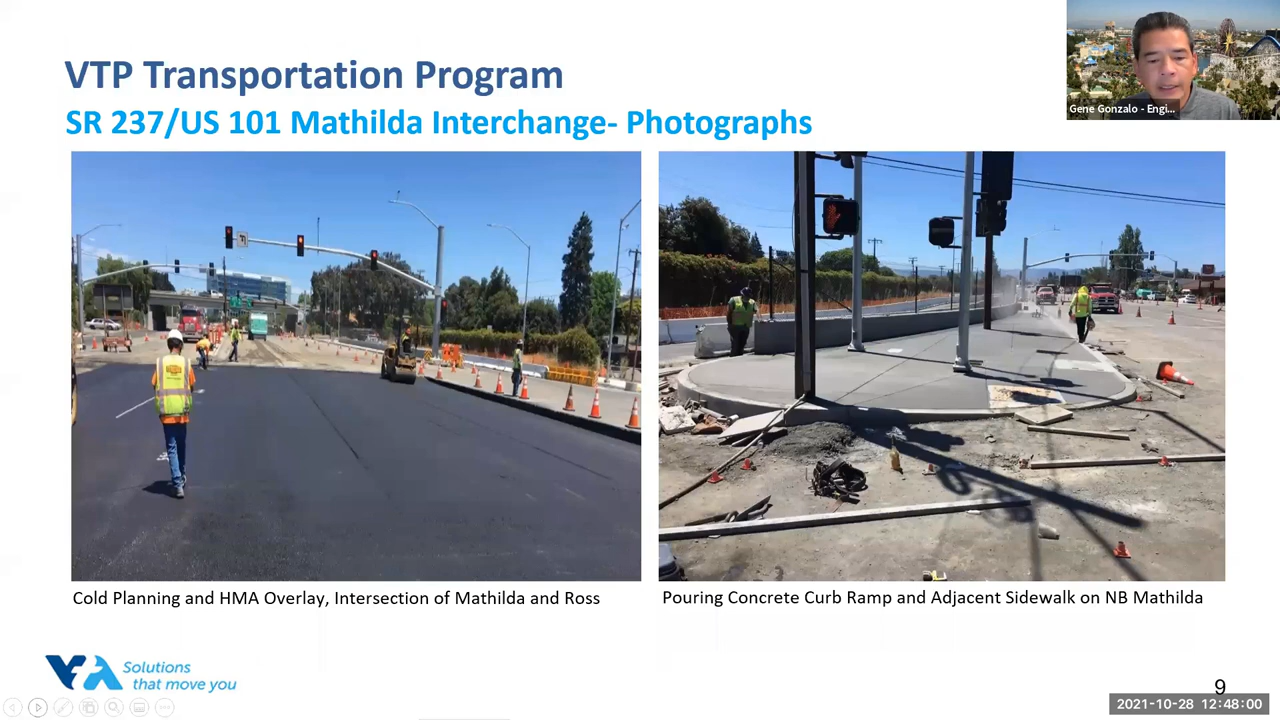 VTP Transportation Program
SR 237/US 101 Mathilda Interchange- Photographs
Gene Gonzalo - Engi...
Cold Planning and HMA Overlay, Intersection of Mathilda and Ross
Pouring Concrete Curb Ramp and Adjacent Sidewalk on NB Mathilda
VTA
Solutions
that move you
9
2021-10-28 12:48:00